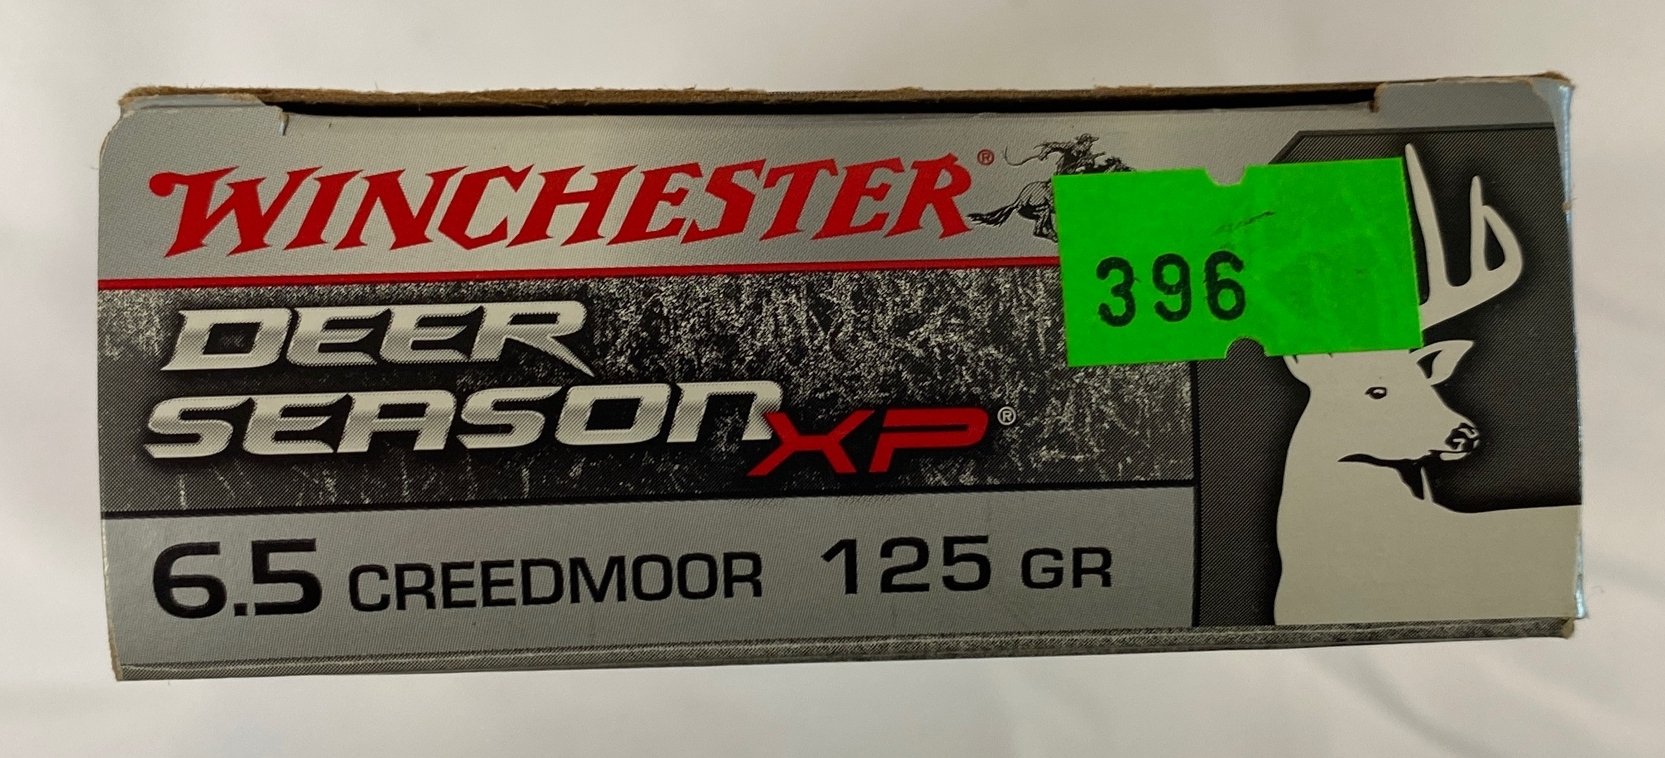 WINCHESTER®
396
DEER
SEASON XP®
6.5 CREEDMOOR 125 GR